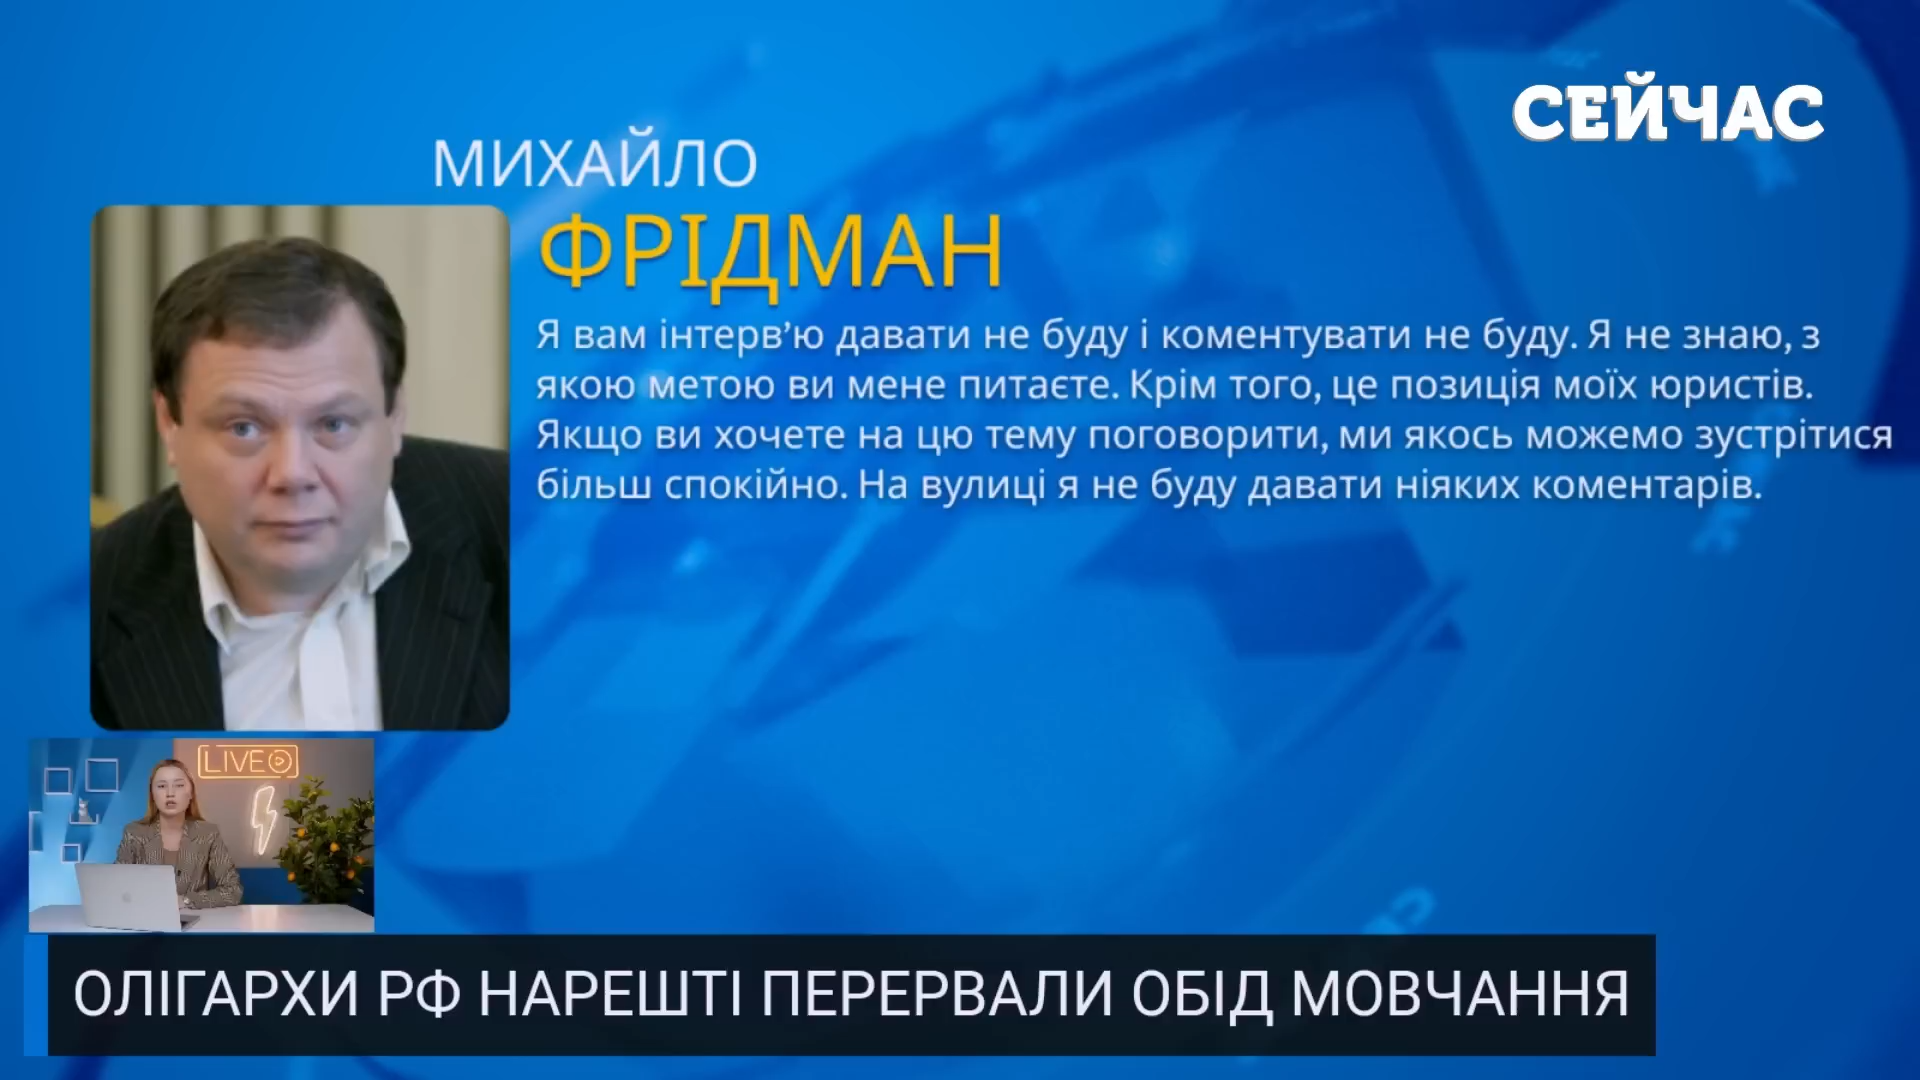 СЕЙЧАС
МИХАЙЛО
ФРІДМАН
Я вам інтерв’ю давати не буду і коментувати не буду. Я не знаю, з
якою метою ви мене питаєте. Крім того, це позиція моїх юристів.
Якщо ви хочете на цю тему поговорити, ми якось можемо зустрітися
більш спокійно. На вулиці я не буду давати ніяких коментарів.
LIVE
ОЛІГАРХИ РФ НАРЕШТІ ПЕРЕРВАЛИ ОБІД МОВЧАННЯ